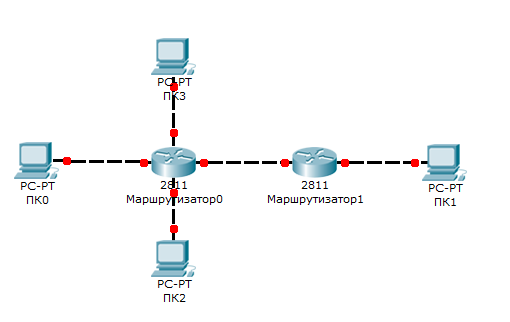 PC-PT
ПК3
PC-PT
ПК0
2811
Маршрутизатор0
2811
Маршрутизатор1
PC-PT
ПК1
PC-PT
ПК2